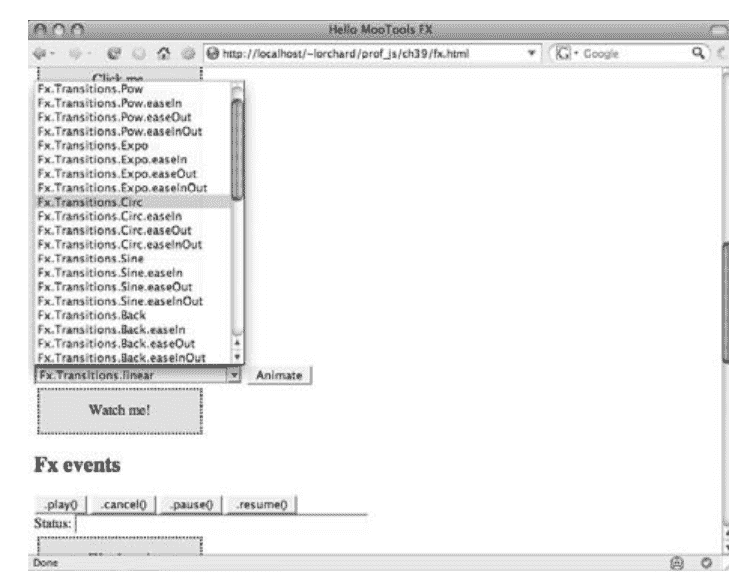 Hello MooTools FX
http://localhost/~lorchard/prof_js/ch39/fx.html
G Google
Click me
Fx.Transitions.Pow
Fx.Transitions.Pow.easeIn
Fx.Transitions.Pow.easeOut
Fx.Transitions.Pow.easeInOut
Fx.Transitions.Expo
Fx.Transitions.Expo.easeIn
Fx.Transitions.Expo.easeOut
Fx.Transitions.Expo.easeInOut
Fx.Transitions.Circ
Fx.Transitions.Circ.easeIn
Fx.Transitions.Circ.easeOut
Fx.Transitions.Circ.easeInOut
Fx.Transitions.Sine
Fx.Transitions.Sine.easeIn
Fx.Transitions.Sine.easeOut
Fx.Transitions.Sine.easeInOut
Fx.Transitions.Back
Fx.Transitions.Back.easeIn
Fx.Transitions.Back.easeOut
Fx.Transitions.Back.easeInOut
Fx.Transitions.linear Animate
Watch me!
Fx events
.play() .cancel() .pause() .resume()
Status:
Done